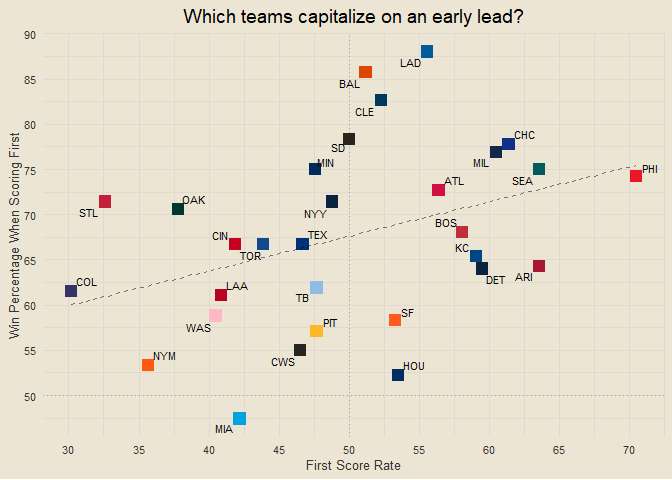 Which teams capitalize on an early lead?
90
LAD
BAL
85
CLE
80
CHC
SD
MIL
MIN
75
SEA
PHI
ATL
STL
OAK
NYY
70
BOS
CIN
TEX
TOR
KC
65
DET
ARI
COL
LAA
TB
60
WAS
SF
PIT
55
CWS
NYM
HOU
50
MIA
Win Percentage When Scoring First
30 35 40 45 50 55 60 65 70
First Score Rate